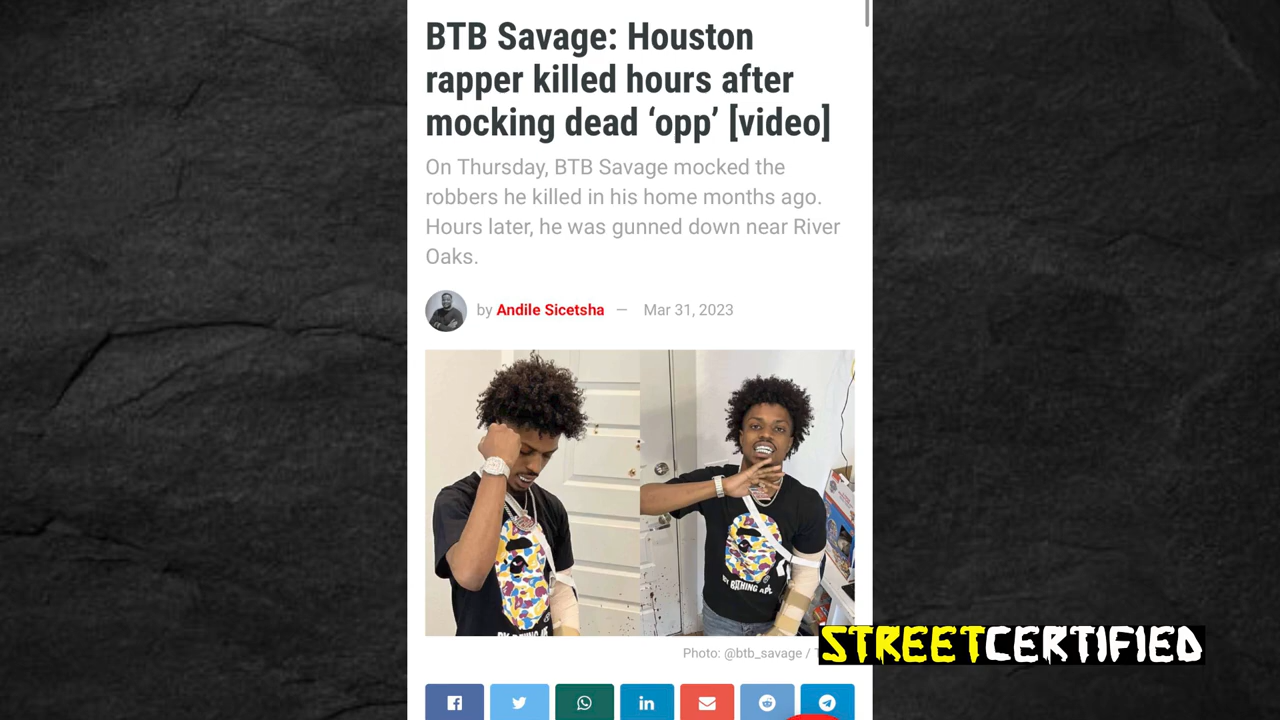 BTB Savage: Houston
rapper killed hours after
mocking dead ‘opp’ [video]
On Thursday, BTB Savage mocked the
robbers he killed in his home months ago.
Hours later, he was gunned down near River
Oaks.
by Andile Sicetsha — Mar 31, 2023
Photo: @btb_savage /
STREETCERTIFIED